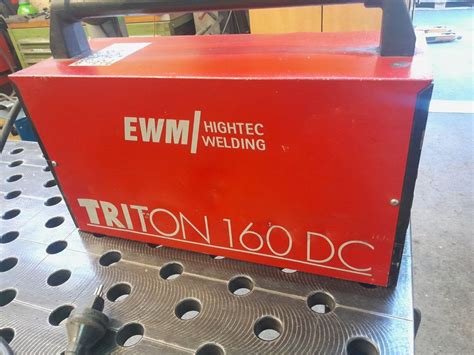 EWM/ HIGHTEC
WELDING
TRITON 160 DC